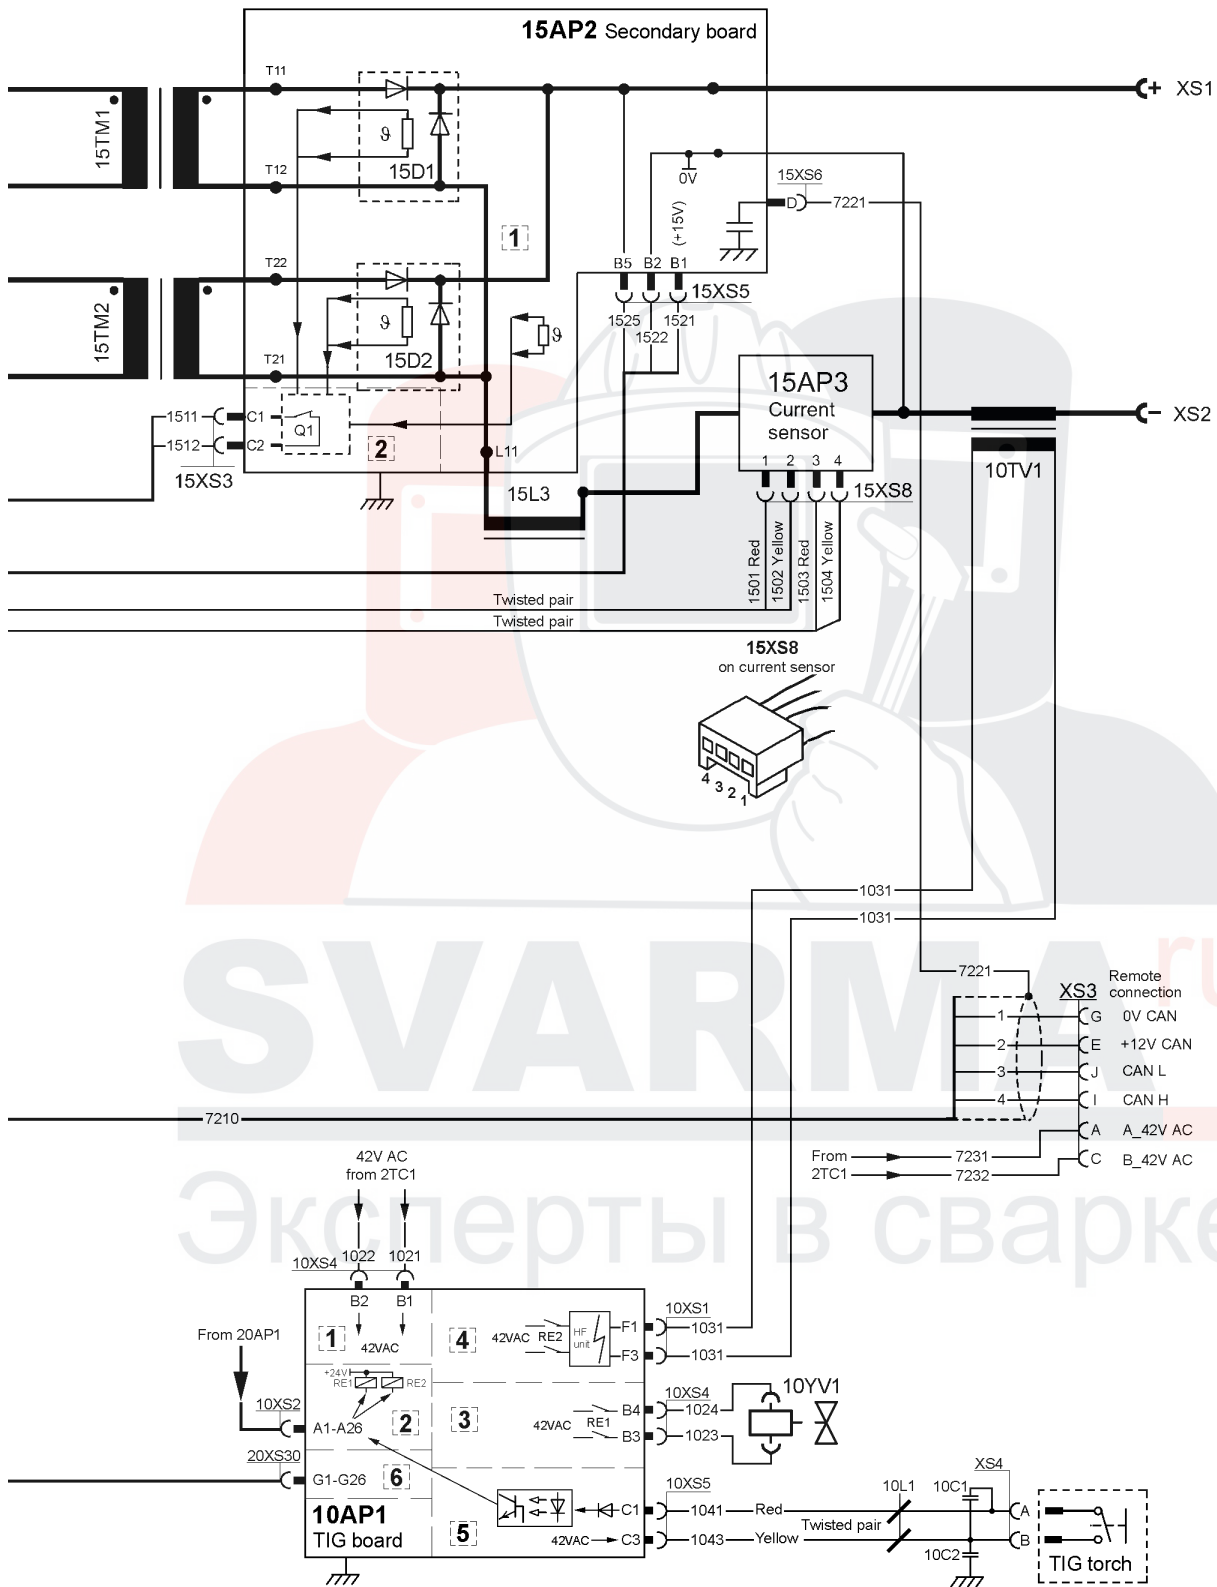 15AP2 Secondary board
T11
XS1
+
15TM1
ϑ
15D1
T12
0V
15XS6
D
7221
(+15V)
1
T22
B5 B2 B1
15XS5
15TM2
ϑ
1525
1522
1521
ϑ
15D2
T21
15AP3
Current
sensor
XS2
1511
C1
Q1
1512
C2
2
L11
1 2 3 4
10TV1
15XS3
15L3
15XS8
1501 Red
1502 Yellow
1503 Red
1504 Yellow
Twisted pair
Twisted pair
15XS8
on current sensor
4 3 2 1
1031
1031
SVARMA.ru
7221
XS3
Remote
connection
1
G
0V CAN
2
E
+12V CAN
3
J
CAN L
4
I
CAN H
7210
A
A_42V AC
From
7231
C
B_42V AC
2TC1
7232
42V AC
from 2TC1
Эксперты в сварке
1022
1021
10XS4
B2
B1
From 20AP1
1
42VAC
4
42VAC
RE2
HF
unit
F1
10XS1
1031
F3
1031
+24V
RE1
RE2
10XS2
A1-A26
2
3
42VAC
RE1
B4
10XS4
1024
10YV1
B3
1023
20XS30
G1-G26
6
10AP1
TIG board
5
C1
10XS5
1041
Red
10L1
10C1
XS4
A
Twisted pair
42VAC
C3
1043
Yellow
B
10C2
TIG torch